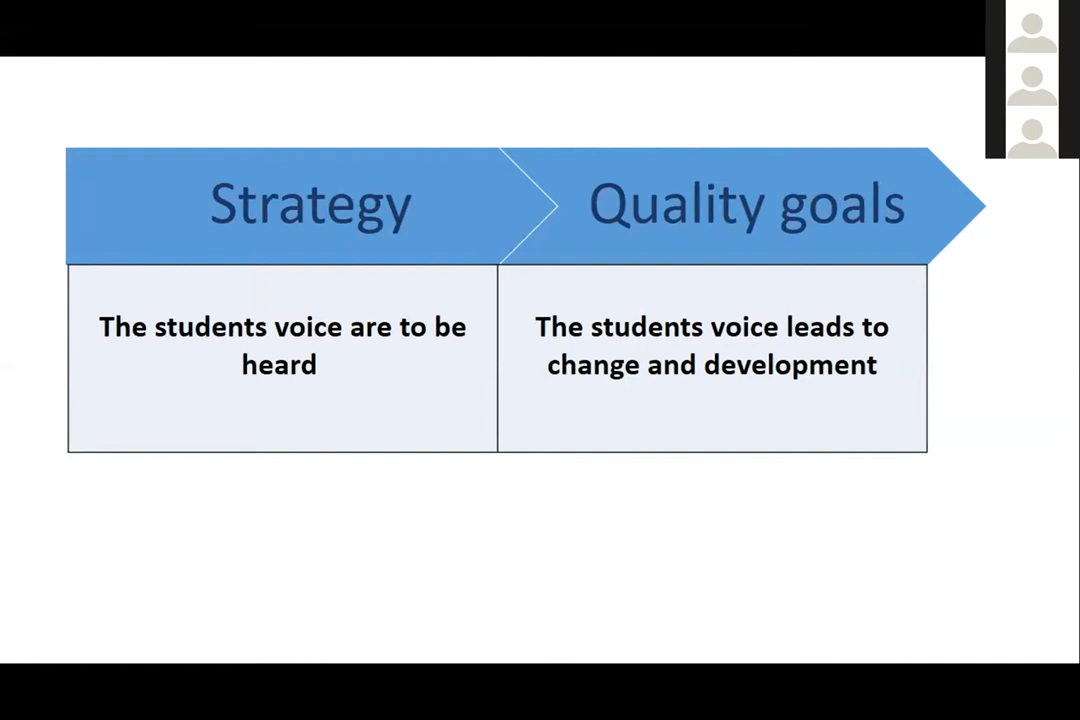 Strategy
Quality goals
The students voice are to be
heard
The students voice leads to
change and development